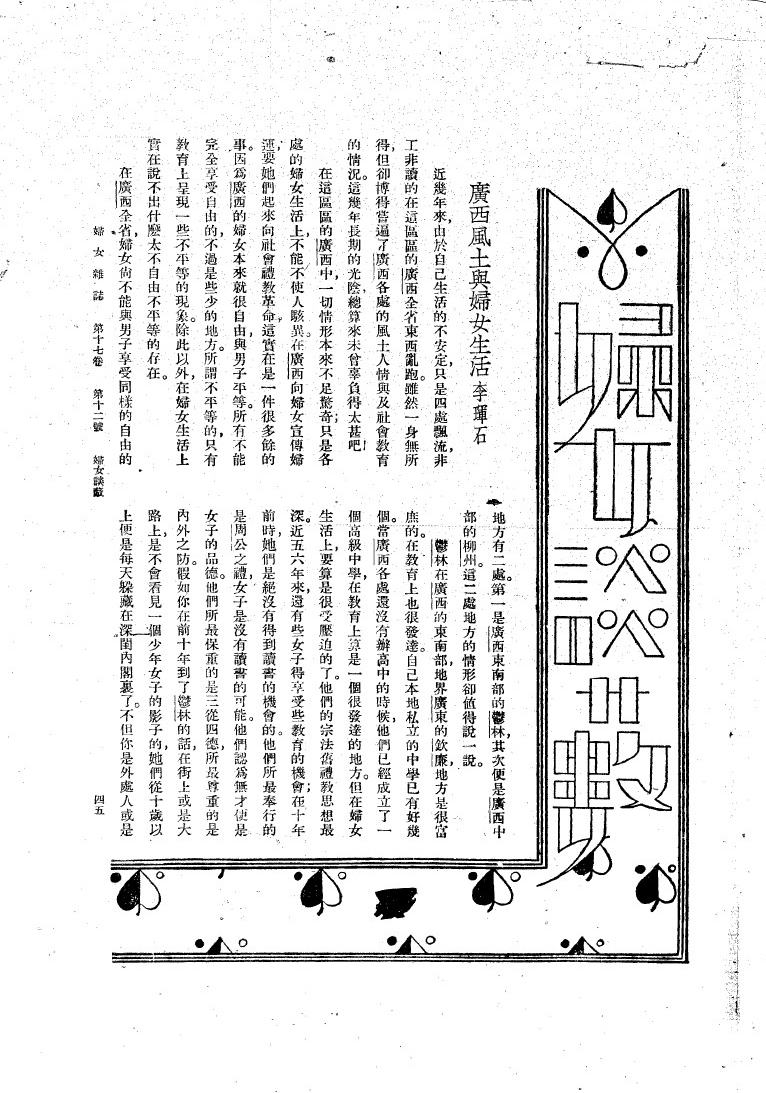 婦女談藪
廣西風土與婦女生活 李琿石
近幾年來,由於自己生活的不安定,只是四處飄流,非
工非讀的在這區區的廣西全省東西亂跑。雖然一身無所
得,但卻博得嘗遍了廣西各處的風土人情與及社會教育
的情況。這幾年長期的光陰,總算來未曾辜負得太甚吧!
在這區區的廣西中,一切情形本來不足驚奇;只是各
處的婦女生活上,不能不使人駭異。在廣西向婦女宣傳婦
運,要她們起來向社會禮教革命,這實在是一件很多餘的
事。因爲廣西的婦女本來就很自由,與男子平等。所有不能
完全享受自由的,不過是些少的地方。所謂不平等的,只有
教育上呈現一些不平等的現象。除此以外,在婦女生活上
實在說不出什麼太不自由不平等的存在。
在廣西全省,婦女尙不能與男子享受同樣的自由的
地方有二處。第一是廣西東南部的鬱林,其次便是廣西中
部的柳州。這二處地方的情形卻値得說一說。
鬱林在廣西的東南部,地界廣東的欽廉,地方是很富
庶的,在教育上也很發達。自己本地私立的中學已有好幾
個。當廣西各處還沒有辦高中的時候,他們已經成立了一
個高級中學,在教育上算是一個很發達的地方。但在婦女
生活上,要算是很受壓迫的了。他們的宗法舊禮教思想最
深。近五六年來,還有些女子得享受些教育的機會;在十年
前時,她們是絕沒有得到讀書的機會的。他們所最奉行的
是周公之禮,女子是沒有讀書的可能。他們認爲無才便是
女子的品德。他們所最保重的是三從四德,所最尊重的是
內外之防。假如你在前十年到了鬱林的話,在街上或是大
路上,是不會看見一個少年女子的影子的,她們從十歲以
上便是每天躱藏在深閨內閣裏了。不但你是外處人或是
婦女雜誌 第十七卷 第十二號 婦女談藪
四五